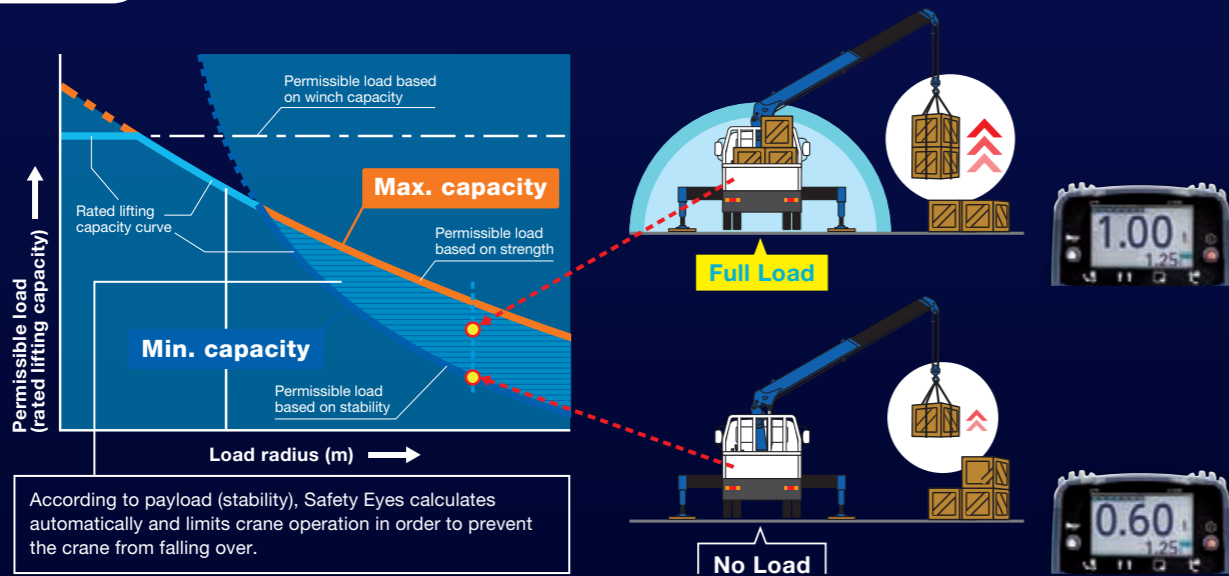 Permissible load
on winch capacity
Max. capacity
Rated lifting
capacity curve
Permissible load
based on strength
Min. capacity
Permissible load
based on stability
Permissible load
(rated lifting capacity)
Load radius (m)
According to payload (stability), Safety Eyes calculates
automatically and limits crane operation in order to prevent
the crane from falling over.
Full Load
1.00
1.25
No Load
0.60
1.25